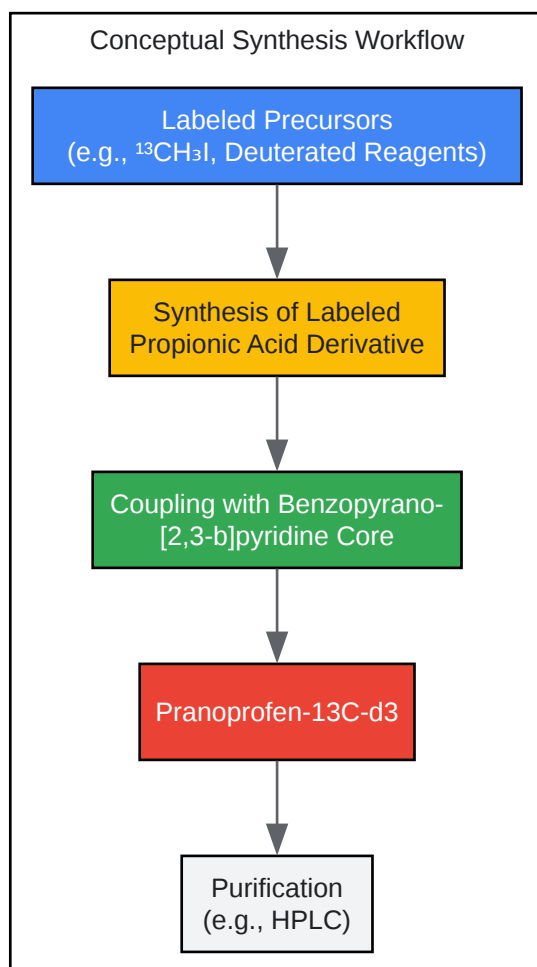 Conceptual Synthesis Workflow
Labeled Precursors
(e.g., ¹³CH₃I, Deuterated Reagents)
Synthesis of Labeled
Propionic Acid Derivative
Coupling with Benzopyrano-
[2,3-b]pyridine Core
Pranoprofen-13C-d3
Purification
(e.g., HPLC)